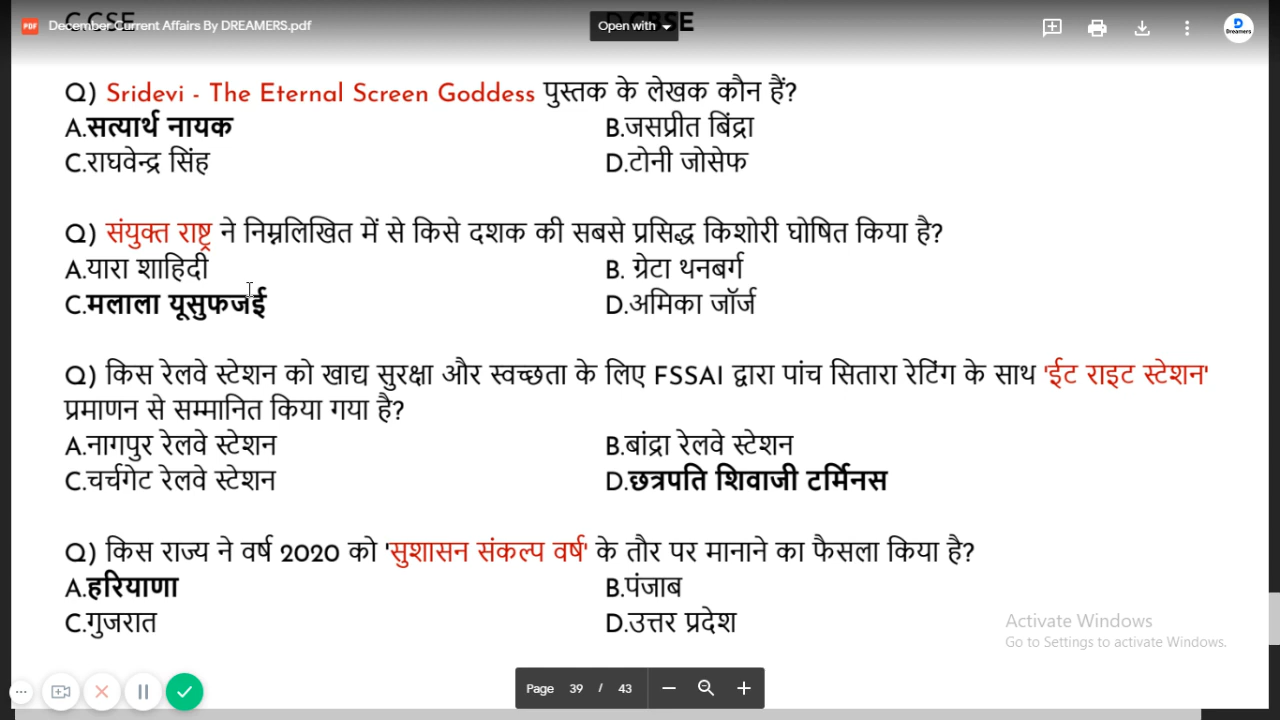 C.CSE D.CBSE
December Current Affairs By DREAMERS.pdf
Open with
Dreamers
Q) Sridevi - The Eternal Screen Goddess पुस्तक के लेखक कौन हैं?
A.सत्यार्थ नायक B.जसप्रीत बिंद्रा
C.राघवेन्द्र सिंह D.टोनी जोसेफ
Q) संयुक्त राष्ट्र ने निम्नलिखित में से किसे दशक की सबसे प्रसिद्ध किशोरी घोषित किया है?
A.यारा शाहिदी B. ग्रेटा थनबर्ग
C.मलाला यूसुफजई D.अमिका जॉर्ज
Q) किस रेलवे स्टेशन को खाद्य सुरक्षा और स्वच्छता के लिए FSSAI द्वारा पांच सितारा रेटिंग के साथ 'ईट राइट स्टेशन'
प्रमाणन से सम्मानित किया गया है?
A.नागपुर रेलवे स्टेशन B.बांद्रा रेलवे स्टेशन
C.चर्चगेट रेलवे स्टेशन D.छत्रपति शिवाजी टर्मिनस
Q) किस राज्य ने वर्ष 2020 को 'सुशासन संकल्प वर्ष' के तौर पर मानाने का फैसला किया है?
A.हरियाणा B.पंजाब
C.गुजरात D.उत्तर प्रदेश
Activate Windows
Go to Settings to activate Windows.
Page 39 / 43